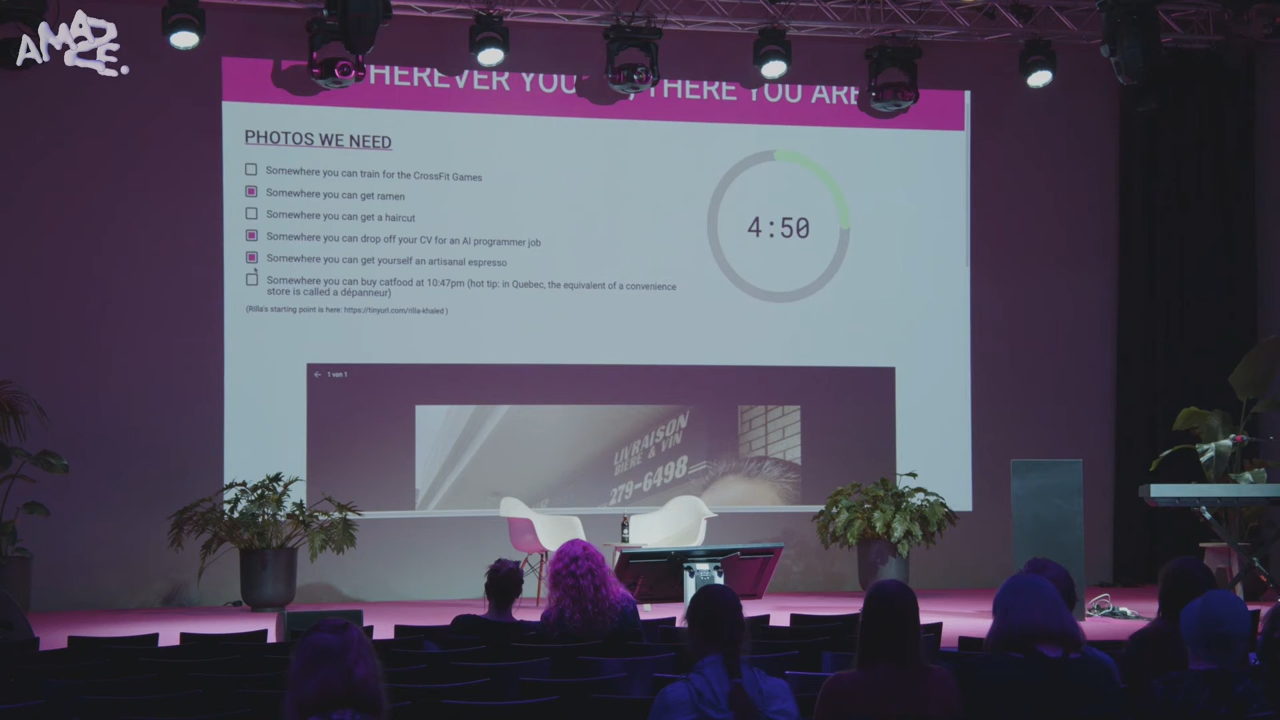 AMAZE.
HEREVER YOU , THERE YOU ARE
PHOTOS WE NEED
Somewhere you can train for the CrossFit Games
Somewhere you can get ramen
Somewhere you can get a haircut
Somewhere you can drop off your CV for an AI programmer job
Somewhere you can get yourself an artisanal espresso
Somewhere you can buy catfood at 10:47pm (hot tip: in Quebec, the equivalent of a convenience
store is called a dépanneur)
(Rilla's starting point is here: https://tinyurl.com/rilla-khaled )
4:50
1 von 1
LIVRAISON
BIÈRE & VIN
279-6498